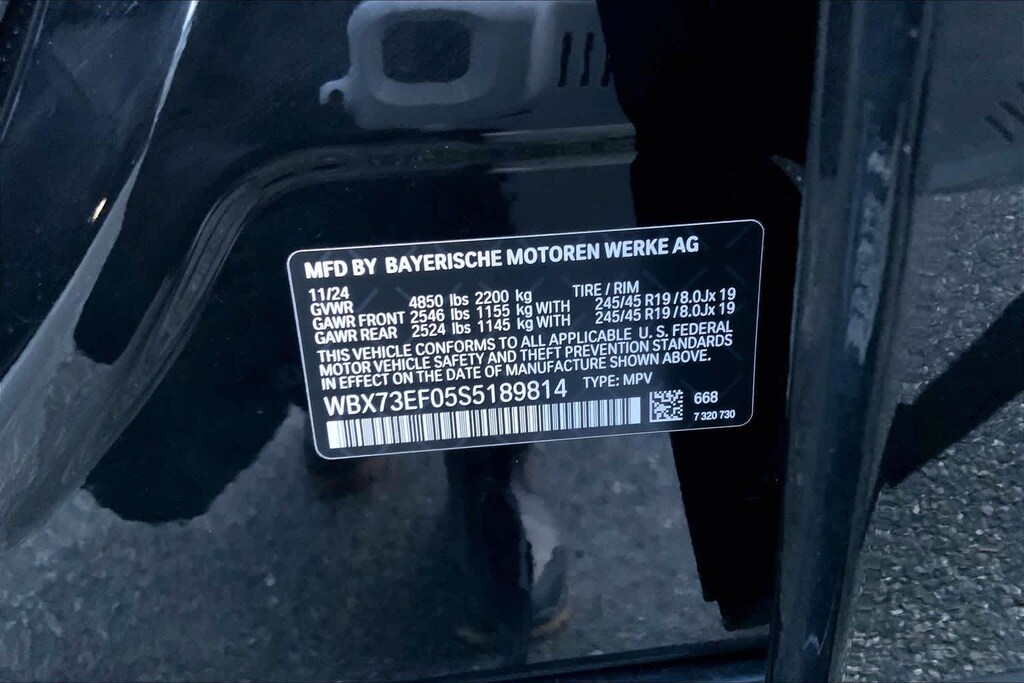 MFD BY BAYERISCHE MOTOREN WERKE AG
11/24 TIRE / RIM
GVWR 4850 lbs 2200 kg
GAWR FRONT 2546 lbs 1155 kg WITH 245/45 R19 / 8.0Jx 19
GAWR REAR 2524 lbs 1145 kg WITH 245/45 R19 / 8.0Jx 19
THIS VEHICLE CONFORMS TO ALL APPLICABLE U.S. FEDERAL
MOTOR VEHICLE SAFETY AND THEFT PREVENTION STANDARDS
IN EFFECT ON THE DATE OF MANUFACTURE SHOWN ABOVE.
WBX73EF05S5189814 TYPE: MPV
668
7 320 730